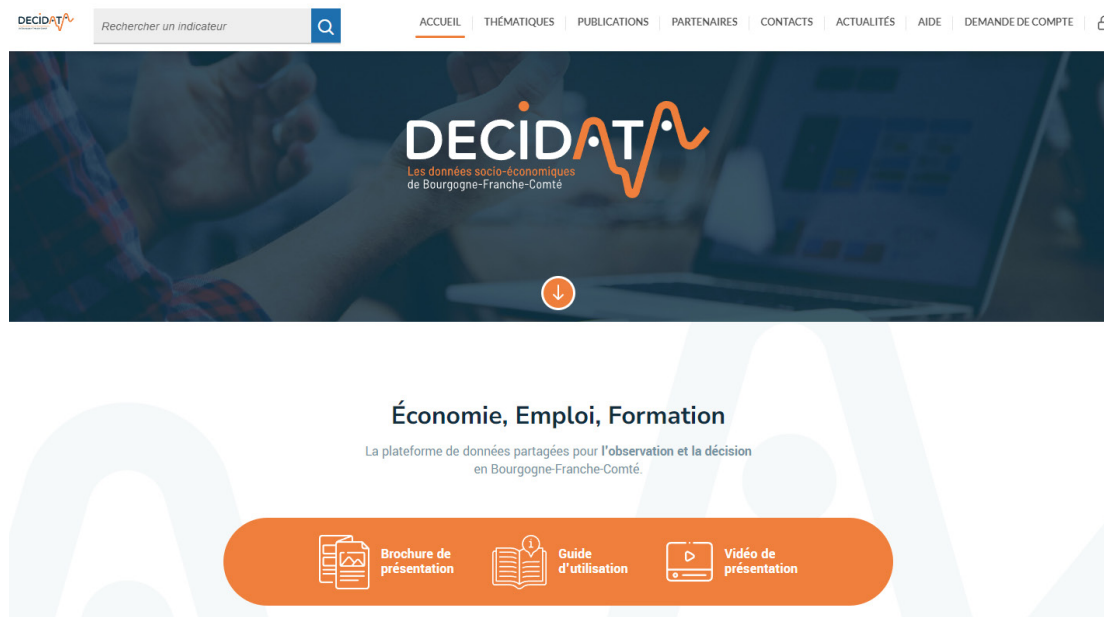 DECIDATA
Rechercher un indicateur
ACCUEIL THÉMATIQUES PUBLICATIONS PARTENAIRES CONTACTS ACTUALITÉS AIDE DEMANDE DE COMPTE
DECIDATA
Les données socio-économiques
de Bourgogne-Franche-Comté
Économie, Emploi, Formation
La plateforme de données partagées pour l'observation et la décision
en Bourgogne-Franche-Comté.
Brochure de
présentation
1
Guide
d'utilisation
Vidéo de
présentation